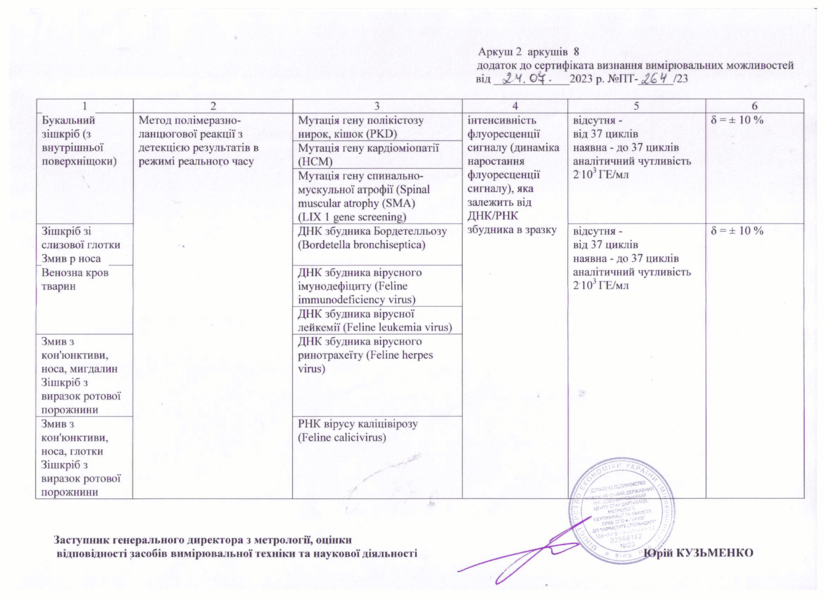 Аркуш 2 аркушів 8
додаток до сертифіката визнання вимірювальних можливостей
від 24.07. 2023 р. №ПТ- 264 /23
1 2 3 4 5 6
Букальний
зішкріб (з
внутрішньої
поверхніщоки)
Метод полімеразно-
ланцюгової реакції з
детекцією результатів в
режимі реального часу
Мутація гену полікістозу
нирок, кішок (PKD)
Мутація гену кардіоміопатії
(HCM)
Мутація гену спинально-
мускульної атрофії (Spinal
muscular atrophy (SMA)
(LIX 1 gene screening)
інтенсивність
флуоресценції
сигналу (динаміка
наростання
флуоресценції
сигналу), яка
залежить від
ДНК/РНК
збудника в зразку
відсутня -
від 37 циклів
наявна - до 37 циклів
аналітичний чутливість
2·10³ ГЕ/мл
δ = ± 10 %
Зішкріб зі
слизової глотки
Змив р носа
ДНК збудника Бордетелльозу
(Bordetella bronchiseptica)
відсутня -
від 37 циклів
наявна - до 37 циклів
аналітичний чутливість
2·10³ ГЕ/мл
δ = ± 10 %
Венозна кров
тварин
ДНК збудника вірусного
імунодефіциту (Feline
immunodeficiency virus)
ДНК збудника вірусної
лейкемії (Feline leukemia virus)
Змив з
кон'юнктиви,
носа, мигдалин
Зішкріб з
виразок ротової
порожнини
ДНК збудника вірусного
ринотрахеїту (Feline herpes
virus)
Змив з
кон'юнктиви,
носа, глотки
Зішкріб з
виразок ротової
порожнини
РНК вірусу каліцівірозу
(Feline calicivirus)
Заступник генерального директора з метрології, оцінки
відповідності засобів вимірювальної техніки та наукової діяльності
Юрій КУЗЬМЕНКО